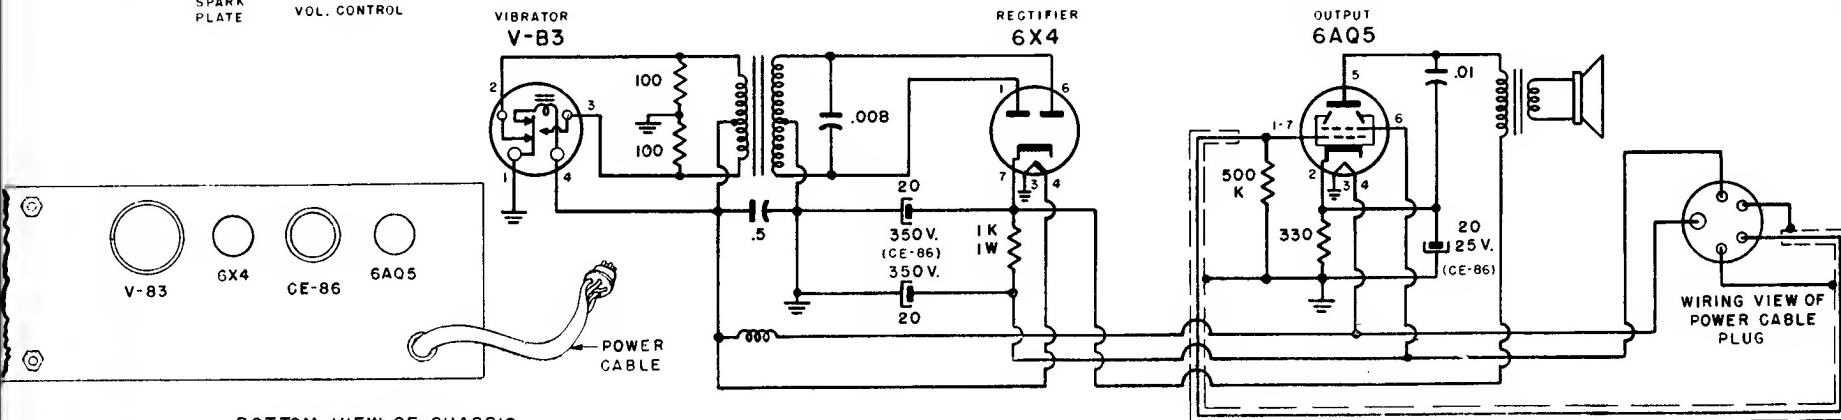 SPARK
PLATE
VOL. CONTROL
VIBRATOR
V-83
RECTIFIER
6X4
OUTPUT
6AQ5
2
3
1
4
100
100
.008
.5
20
350V.
(CE-86)
350V.
20
1
6
7
3
4
1K
1W
5
1-7
6
2
3
4
.01
500
K
330
20
25V.
(CE-86)
WIRING VIEW OF
POWER CABLE
PLUG
V-83
6X4
CE-86
6AQ5
POWER
CABLE
BOTTOM VIEW OF CHASSIS